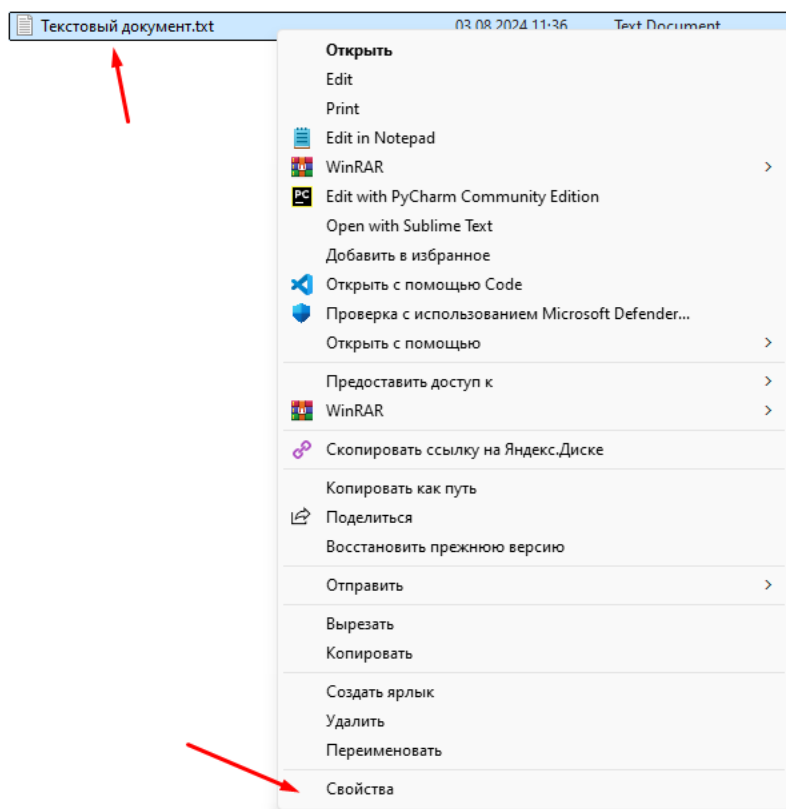 Текстовый документ.txt 03.08.2024 11:36 Text Document
Открыть
Edit
Print
Edit in Notepad
WinRAR
PC Edit with PyCharm Community Edition
Open with Sublime Text
Добавить в избранное
Открыть с помощью Code
Проверка с использованием Microsoft Defender...
Открыть с помощью
Предоставить доступ к
WinRAR
Скопировать ссылку на Яндекс.Диске
Копировать как путь
Поделиться
Восстановить прежнюю версию
Отправить
Вырезать
Копировать
Создать ярлык
Удалить
Переименовать
Свойства